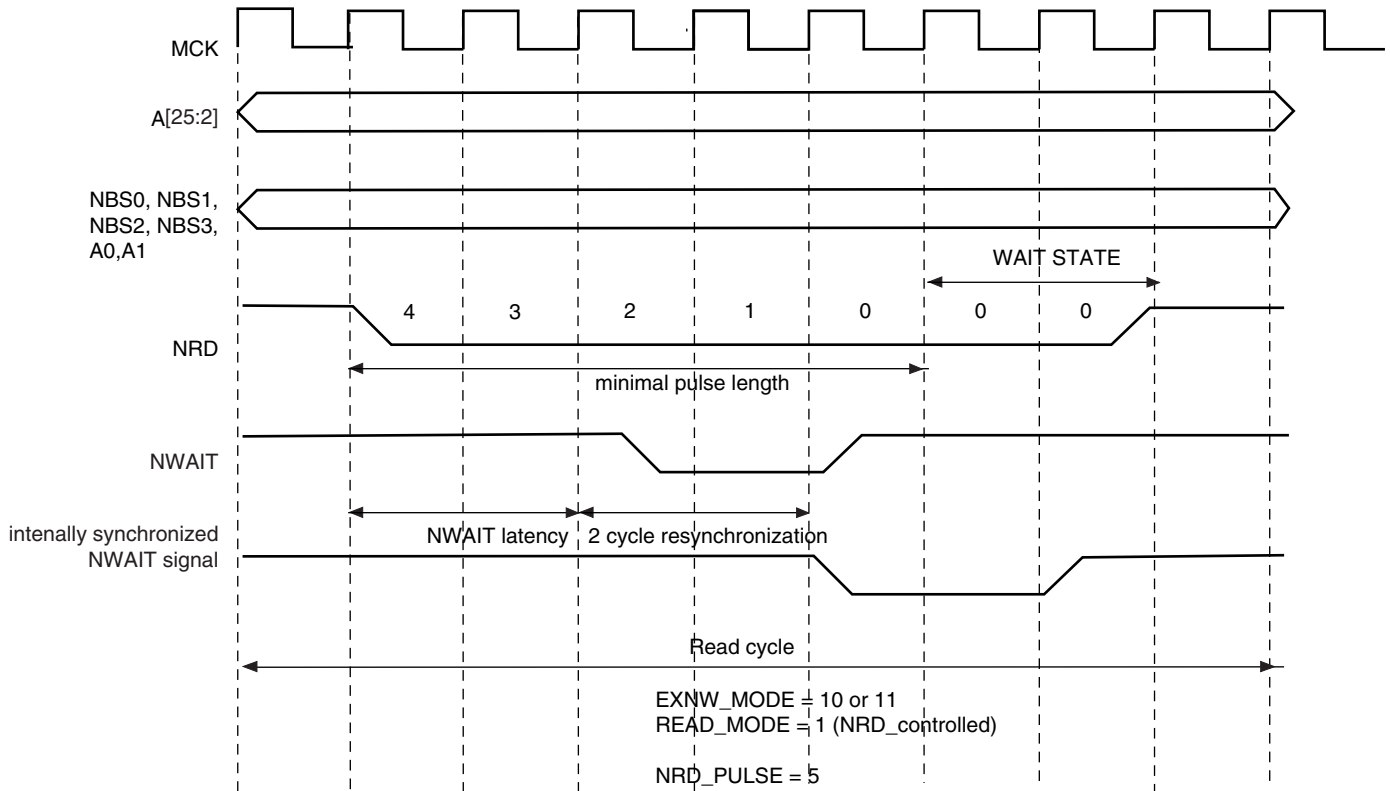 MCK
A[25:2]
NBS0, NBS1,
NBS2, NBS3,
A0,A1
WAIT STATE
4 3 2 1 0 0 0
NRD
minimal pulse length
NWAIT
intenally synchronized
NWAIT signal
NWAIT latency 2 cycle resynchronization
Read cycle
EXNW_MODE = 10 or 11
READ_MODE = 1 (NRD_controlled)
NRD_PULSE = 5